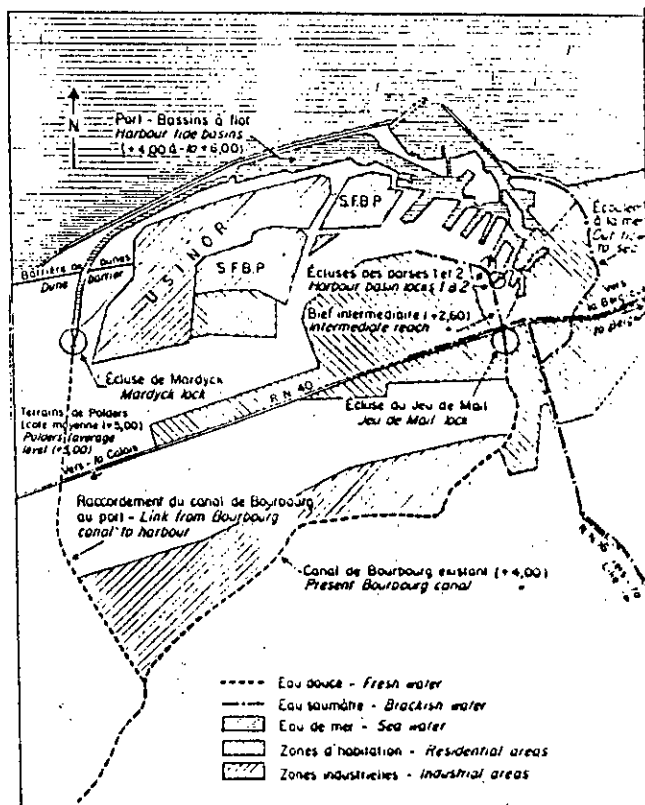 N
Port - Bassins à flot
Harbour tide basins
(+4,00 à +6,00)
S.F.B.P
USINOR
S.F.B.P
Barrière de Dunes
Dune barrier
Écluses des darses 1 et 2
Harbour basin locks 1 & 2
Bief intermédiaire (+2,60)
Intermediate reach
à la mer
to sea
Vers
la Belgique
Écluse de Mardyck
Mardyck lock
R N 40
Écluse du Jeu de Mail
Jeu de Mail lock
Terrains de Polders
(cote moyenne (+5,00)
Polders (average
level (+5,00)
Vers - la Calais
Raccordement du canal de Bourbourg
au port - Link from Bourbourg
canal to harbour
Canal de Bourbourg existant (+4,00)
Present Bourbourg canal
Eau douce - Fresh water
Eau saumâtre - Brackish water
Eau de mer - Sea water
Zones d'habitation - Residential areas
Zones industrielles - Industrial areas